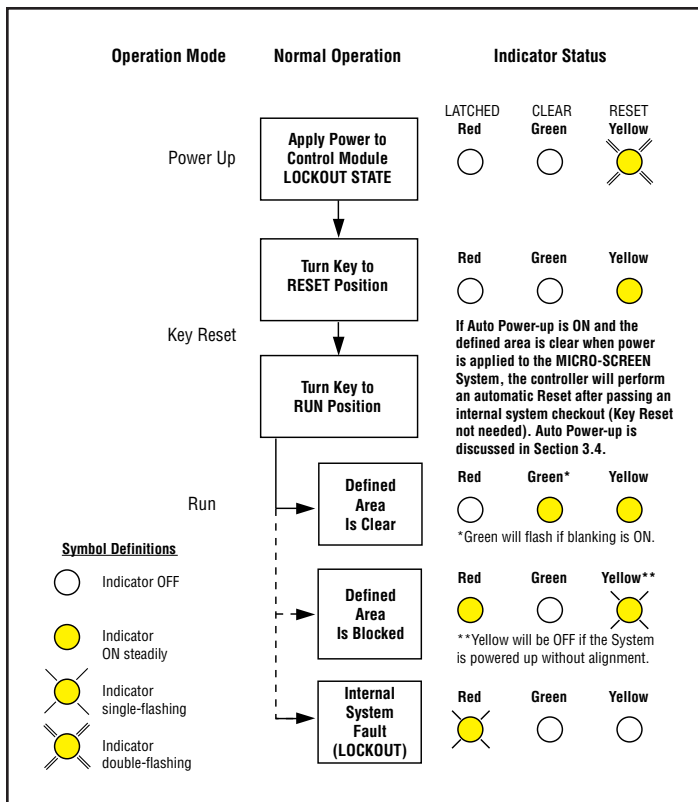 Operation Mode
Normal Operation
Indicator Status
Power Up
Apply Power to
Control Module
LOCKOUT STATE
LATCHED
CLEAR
RESET
Red
Green
Yellow
Turn Key to
RESET Position
Red
Green
Yellow
Key Reset
If Auto Power-up is ON and the
defined area is clear when power
is applied to the MICRO-SCREEN
System, the controller will perform
an automatic Reset after passing an
internal system checkout (Key Reset
not needed). Auto Power-up is
discussed in Section 3.4.
Turn Key to
RUN Position
Run
Defined
Area
Is Clear
Red
Green*
Yellow
*Green will flash if blanking is ON.
Defined
Area
Is Blocked
Red
Green
Yellow**
**Yellow will be OFF if the System
is powered up without alignment.
Internal
System
Fault
(LOCKOUT)
Red
Green
Yellow
Symbol Definitions
Indicator OFF
Indicator
ON steadily
Indicator
single-flashing
Indicator
double-flashing